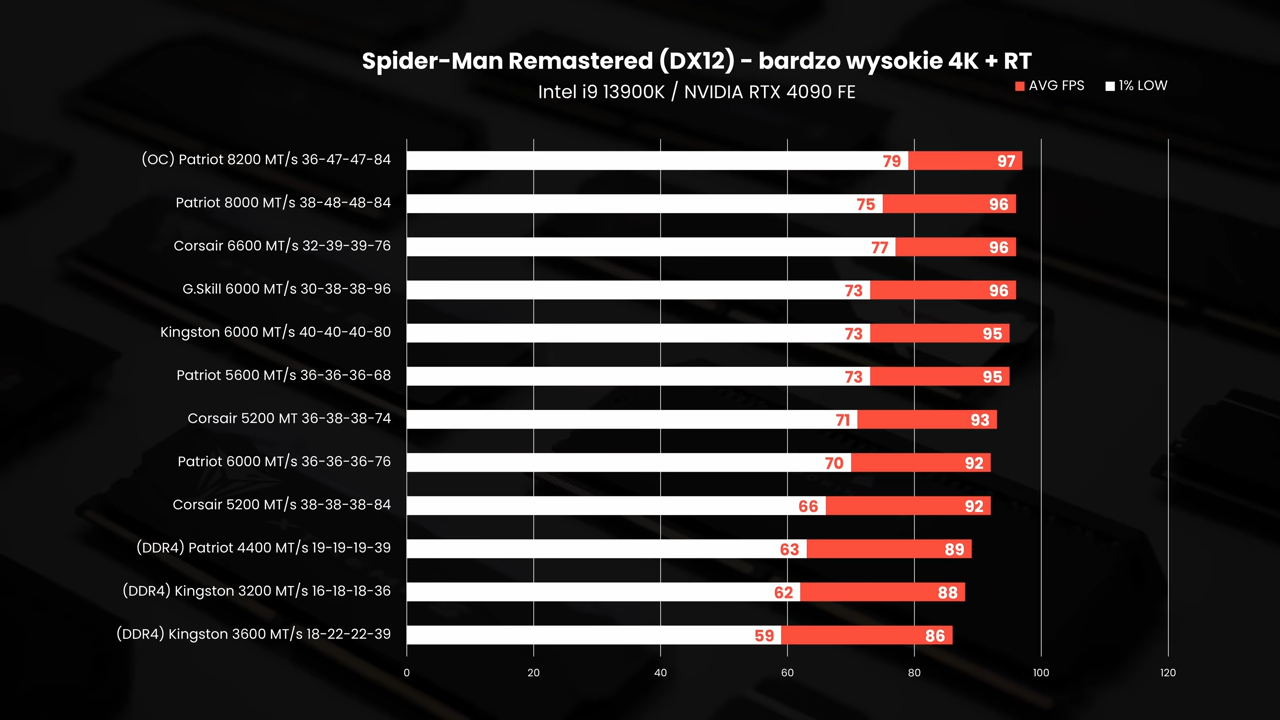 Spider-Man Remastered (DX12) - bardzo wysokie 4K + RT
Intel i9 13900K / NVIDIA RTX 4090 FE
AVG FPS 1% LOW
(OC) Patriot 8200 MT/s 36-47-47-84 79 97
Patriot 8000 MT/s 38-48-48-84 75 96
Corsair 6600 MT/s 32-39-39-76 77 96
G.Skill 6000 MT/s 30-38-38-96 73 96
Kingston 6000 MT/s 40-40-40-80 73 95
Patriot 5600 MT/s 36-36-36-68 73 95
Corsair 5200 MT 36-38-38-74 71 93
Patriot 6000 MT/s 36-36-36-76 70 92
Corsair 5200 MT/s 38-38-38-84 66 92
(DDR4) Patriot 4400 MT/s 19-19-19-39 63 89
(DDR4) Kingston 3200 MT/s 16-18-18-36 62 88
(DDR4) Kingston 3600 MT/s 18-22-22-39 59 86
0 20 40 60 80 100 120